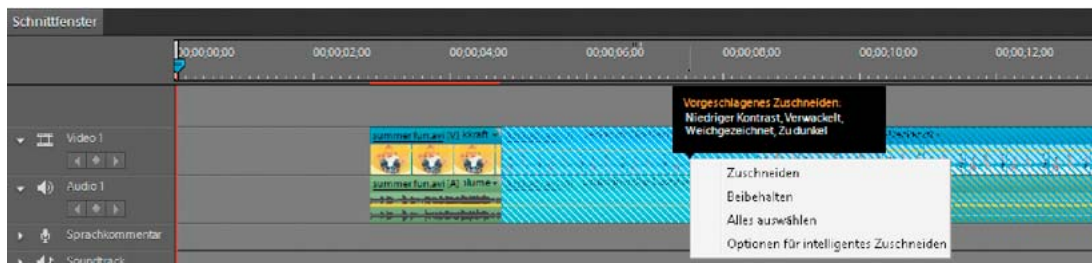 Schnittfenster
00;00;00;00 00;00;02;00 00;00;04;00 00;00;06;00 00;00;08;00 00;00;10;00 00;00;12;00
Vorgeschlagenes Zuschneiden:
Niedriger Kontrast, Verwackelt,
Weichgezeichnet, Zu dunkel
Video 1
summer fun.avi [V] kkraft
Zuschneiden
Audio 1
summer fun.avi [A] alume
Beibehalten
Alles auswählen
Sprachkommentar
Optionen für intelligentes Zuschneiden
Soundtrack